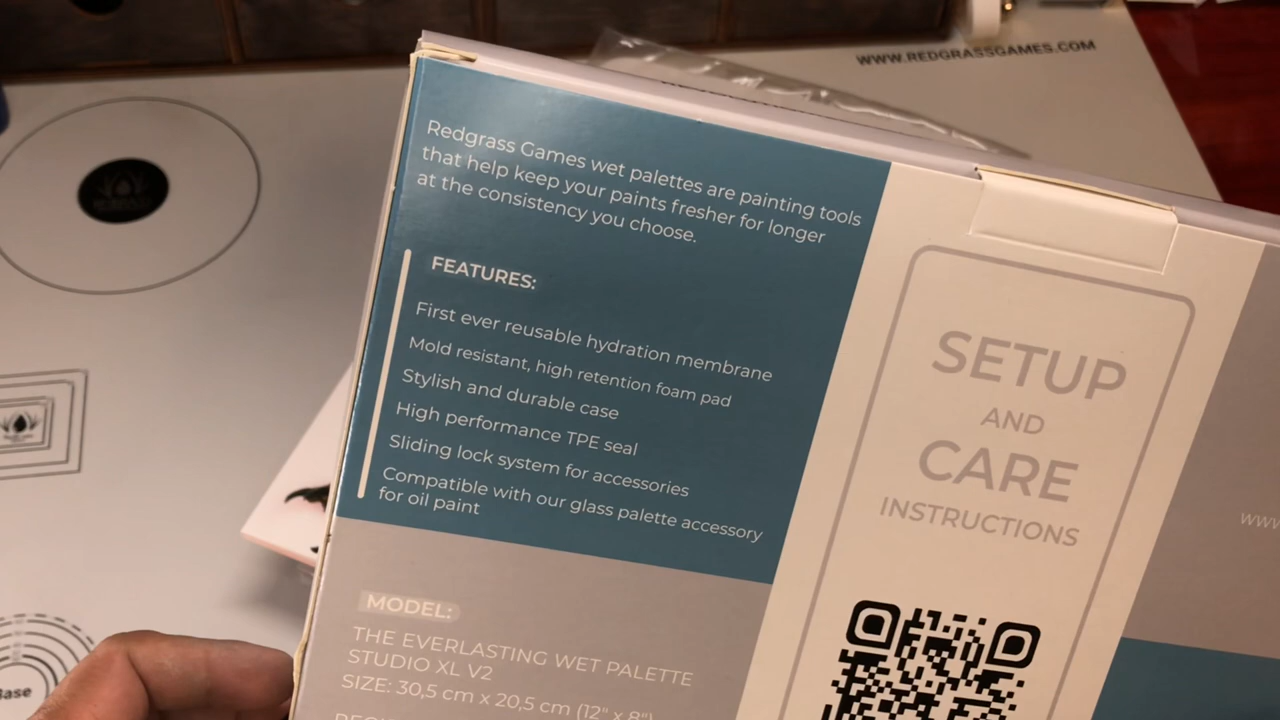 WWW.REDGRASSGAMES.COM
Redgrass Games wet palettes are painting tools
that help keep your paints fresher for longer
at the consistency you choose.
FEATURES:
First ever reusable hydration membrane
Mold resistant, high retention foam pad
Stylish and durable case
High performance TPE seal
Sliding lock system for accessories
Compatible with our glass palette accessory
for oil paint
MODEL:
THE EVERLASTING WET PALETTE
STUDIO XL V2
SIZE: 30,5 cm x 20,5 cm (12" x 8")
SETUP
AND
CARE
INSTRUCTIONS
www
Base